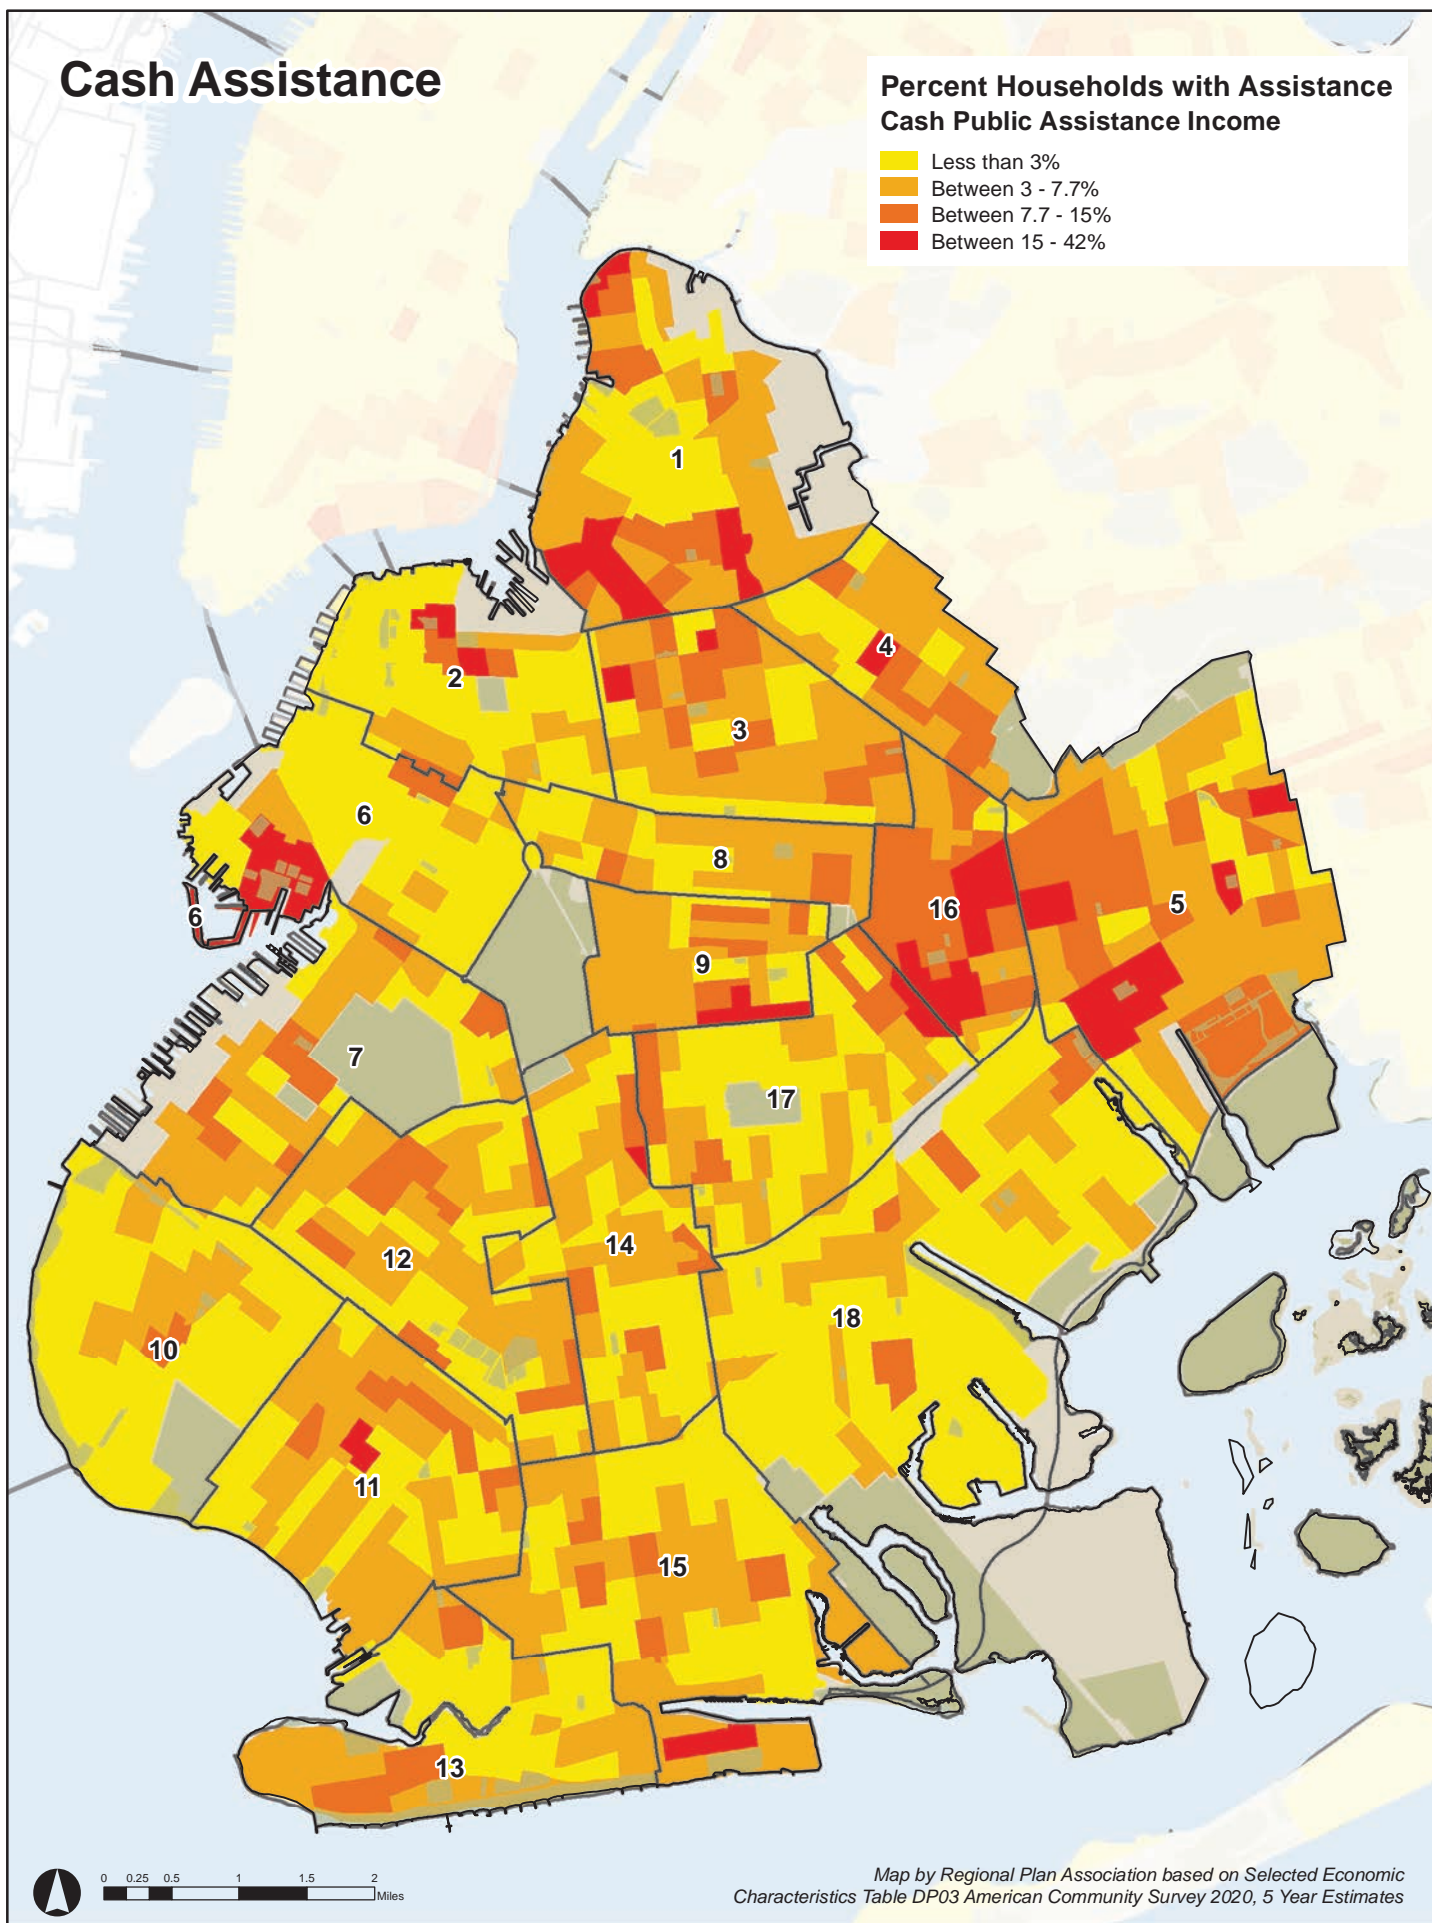 Cash Assistance
Percent Households with Assistance
Cash Public Assistance Income
Less than 3%
Between 3 - 7.7%
Between 7.7 - 15%
Between 15 - 42%
1
4
2
3
6
8
5
16
6
9
7
17
14
12
18
10
11
15
13
0 0.25 0.5 1 1.5 2
Miles
Map by Regional Plan Association based on Selected Economic
Characteristics Table DP03 American Community Survey 2020, 5 Year Estimates